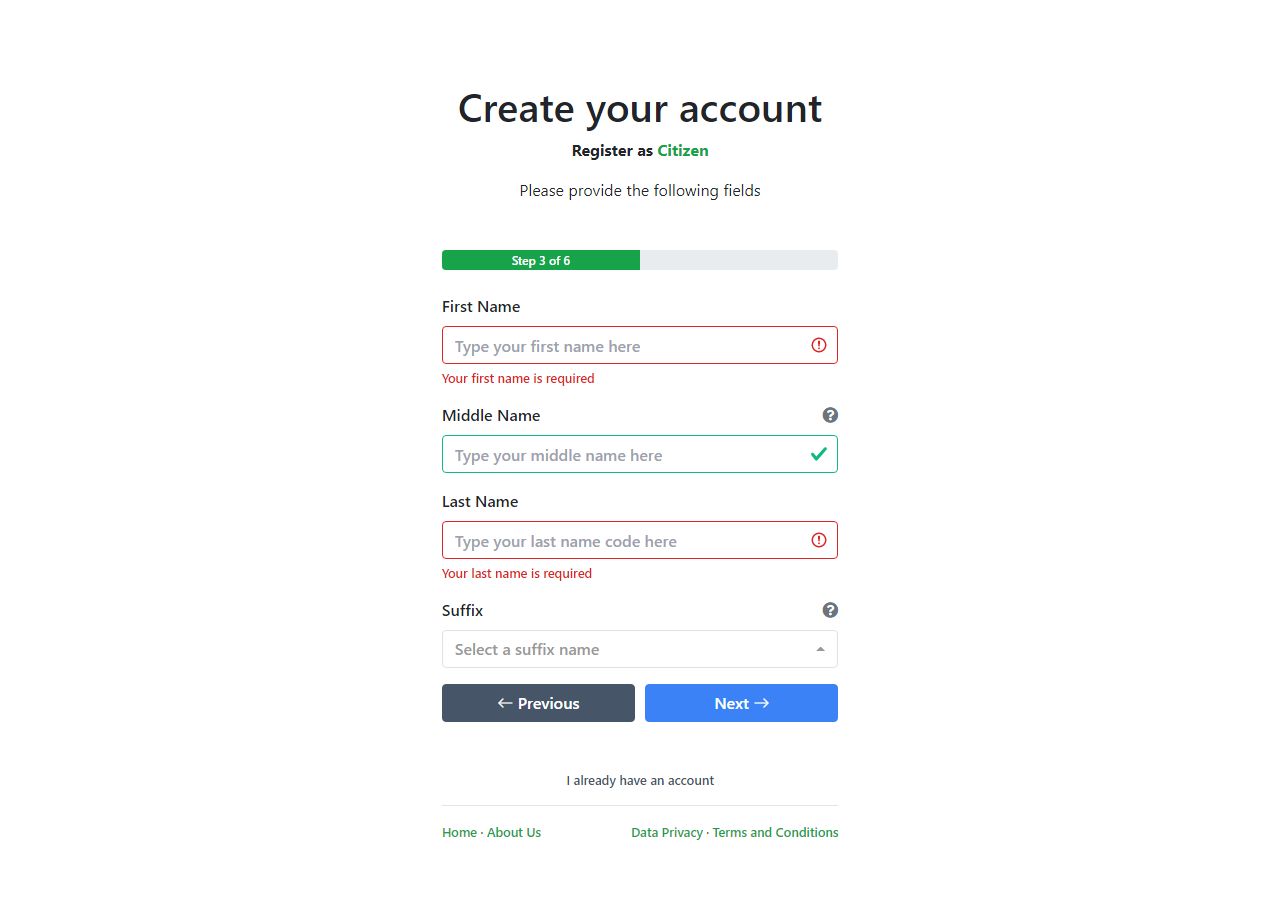 Create your account
Register as Citizen
Please provide the following fields
Step 3 of 6
First Name
Type your first name here
Your first name is required
Middle Name
Type your middle name here
Last Name
Type your last name code here
Your last name is required
Suffix
Select a suffix name
← Previous
Next →
I already have an account
Home · About Us
Data Privacy · Terms and Conditions